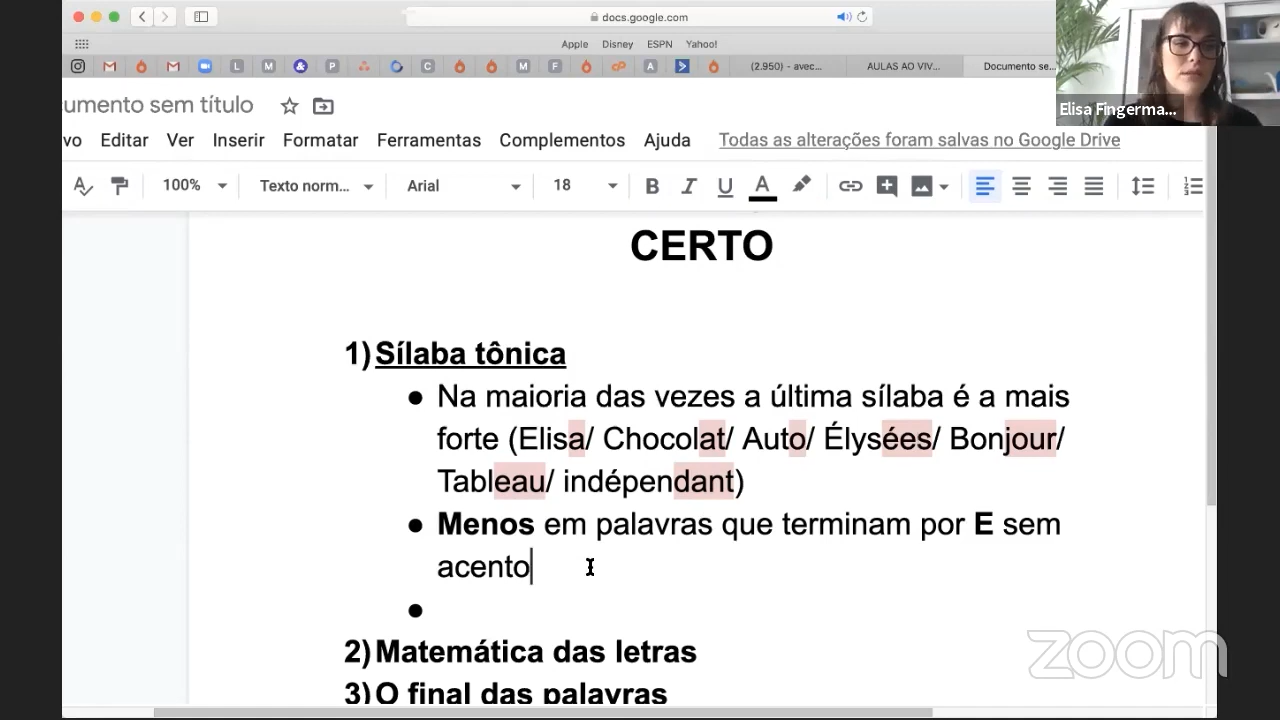 docs.google.com
Apple Disney ESPN Yahoo!
(2.950) - avec... AULAS AO VIV... Documento se...
Elisa Fingerma...
umento sem título
vo Editar Ver Inserir Formatar Ferramentas Complementos Ajuda Todas as alterações foram salvas no Google Drive
100% Texto norm... Arial 18 B I U A
CERTO
1) Sílaba tônica
● Na maioria das vezes a última sílaba é a mais
forte (Elisa/ Chocolat/ Auto/ Élysées/ Bonjour/
Tableau/ indépendant)
● Menos em palavras que terminam por E sem
acento
●
2) Matemática das letras
3) O final das palavras
zoom